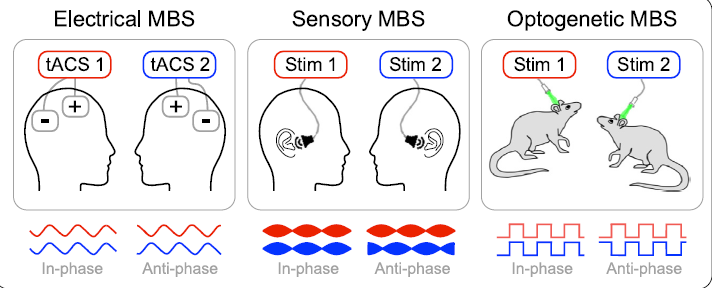 Electrical MBS
Sensory MBS
Optogenetic MBS
tACS 1
tACS 2
Stim 1
Stim 2
Stim 1
Stim 2
-
+
+
-
In-phase
Anti-phase
In-phase
Anti-phase
In-phase
Anti-phase